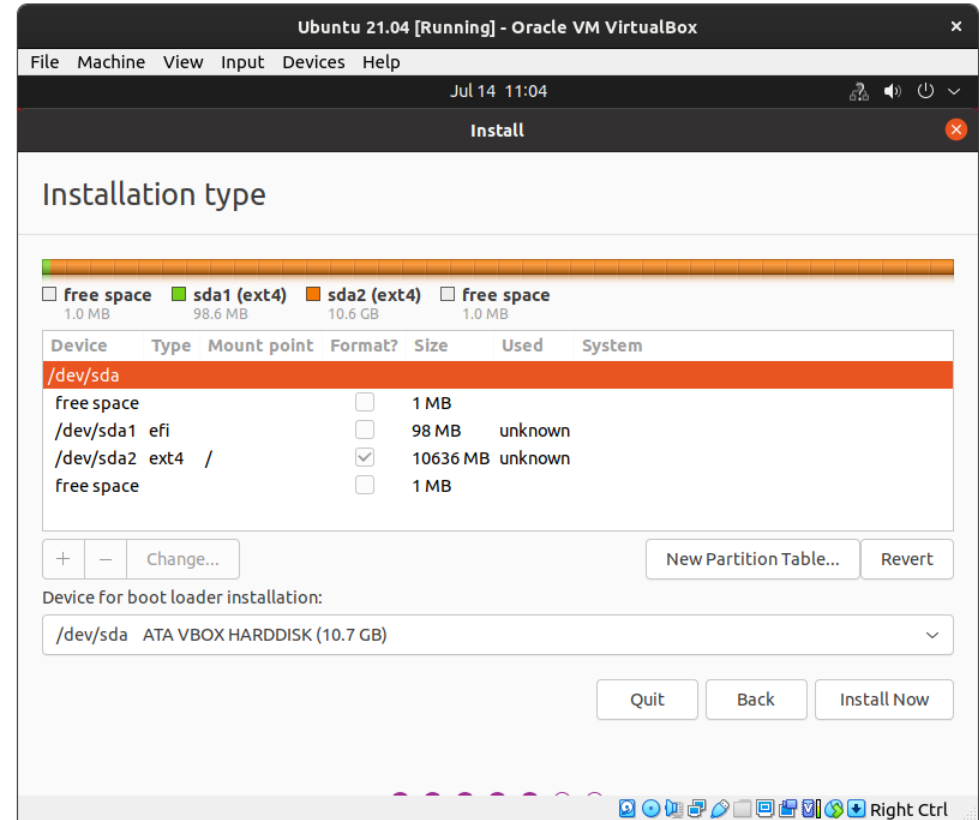 Ubuntu 21.04 [Running] - Oracle VM VirtualBox
File Machine View Input Devices Help
Jul 14 11:04
Install
Installation type
free space sda1 (ext4) sda2 (ext4) free space
1.0 MB 98.6 MB 10.6 GB 1.0 MB
Device Type Mount point Format? Size Used System
/dev/sda
free space 1 MB
/dev/sda1 efi 98 MB unknown
/dev/sda2 ext4 / 10636 MB unknown
free space 1 MB
+ – Change... New Partition Table... Revert
Device for boot loader installation:
/dev/sda ATA VBOX HARDDISK (10.7 GB)
Quit Back Install Now
Right Ctrl